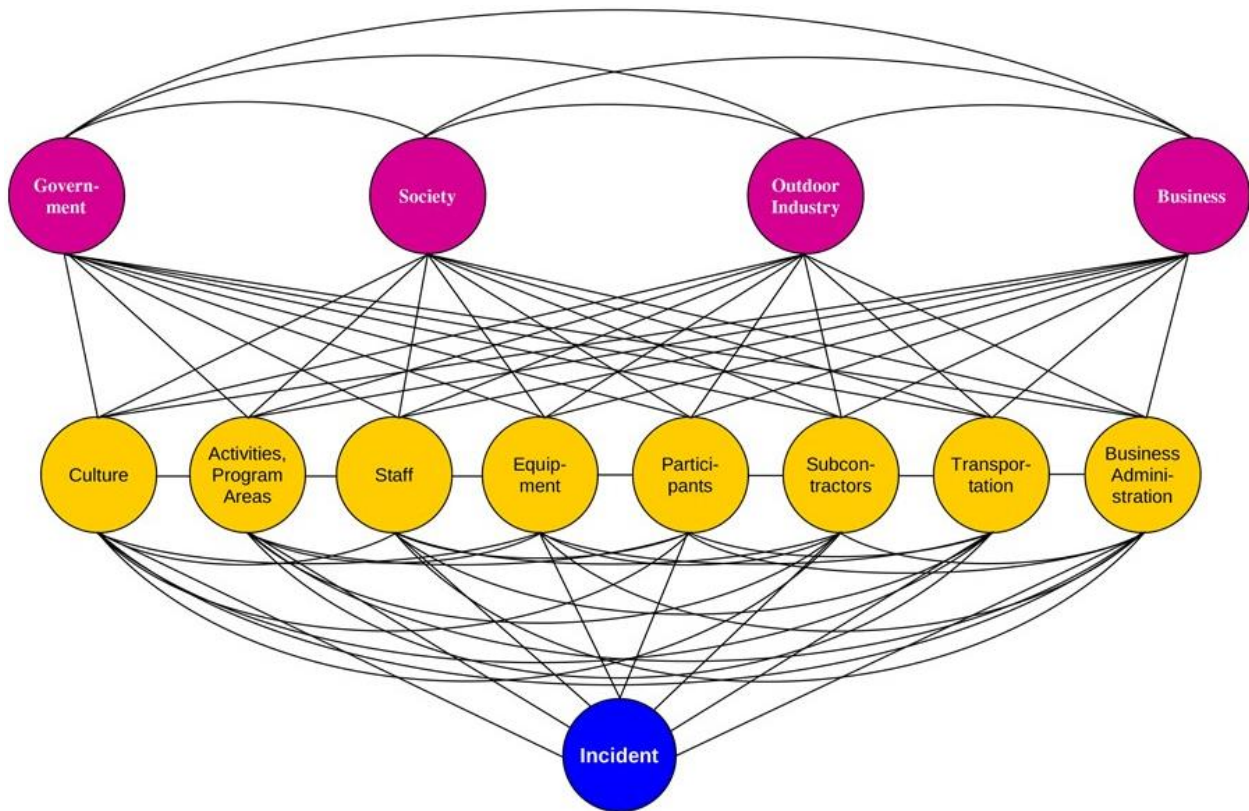 Govern-
ment
Society
Outdoor
Industry
Business
Culture
Activities,
Program
Areas
Staff
Equip-
ment
Partici-
pants
Subcon-
tractors
Transpor-
tation
Business
Admini-
stration
Incident